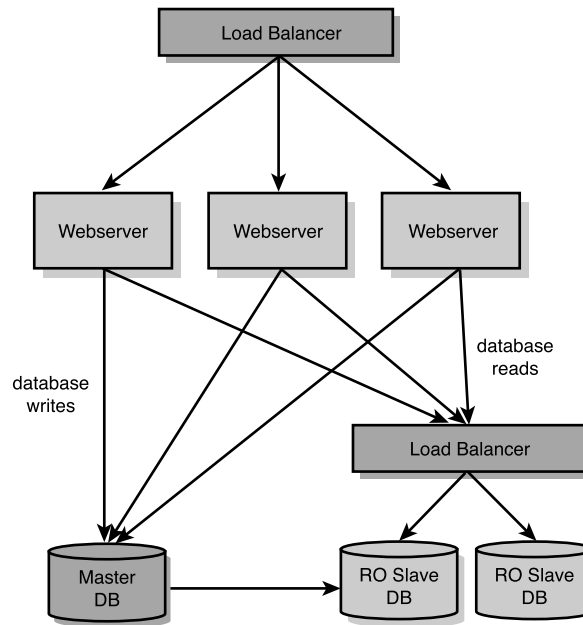 Load Balancer
Webserver
Webserver
Webserver
database
writes
database
reads
Load Balancer
Master
DB
RO Slave
DB
RO Slave
DB